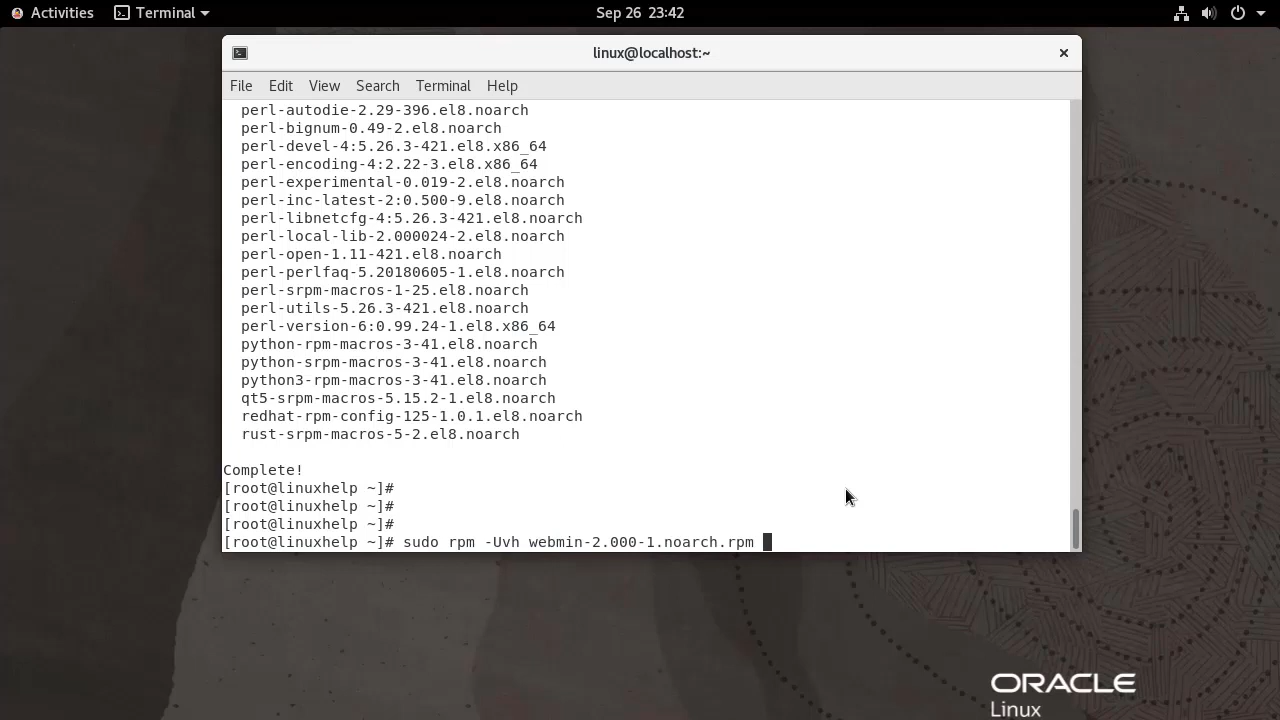 Activities Terminal Sep 26 23:42
linux@localhost:~
File Edit View Search Terminal Help
perl-autodie-2.29-396.el8.noarch
perl-bignum-0.49-2.el8.noarch
perl-devel-4:5.26.3-421.el8.x86_64
perl-encoding-4:2.22-3.el8.x86_64
perl-experimental-0.019-2.el8.noarch
perl-inc-latest-2:0.500-9.el8.noarch
perl-libnetcfg-4:5.26.3-421.el8.noarch
perl-local-lib-2.000024-2.el8.noarch
perl-open-1.11-421.el8.noarch
perl-perlfaq-5.20180605-1.el8.noarch
perl-srpm-macros-1-25.el8.noarch
perl-utils-5.26.3-421.el8.noarch
perl-version-6:0.99.24-1.el8.x86_64
python-rpm-macros-3-41.el8.noarch
python-srpm-macros-3-41.el8.noarch
python3-rpm-macros-3-41.el8.noarch
qt5-srpm-macros-5.15.2-1.el8.noarch
redhat-rpm-config-125-1.0.1.el8.noarch
rust-srpm-macros-5-2.el8.noarch
Complete!
[root@linuxhelp ~]#
[root@linuxhelp ~]#
[root@linuxhelp ~]#
[root@linuxhelp ~]# sudo rpm -Uvh webmin-2.000-1.noarch.rpm
ORACLE
Linux